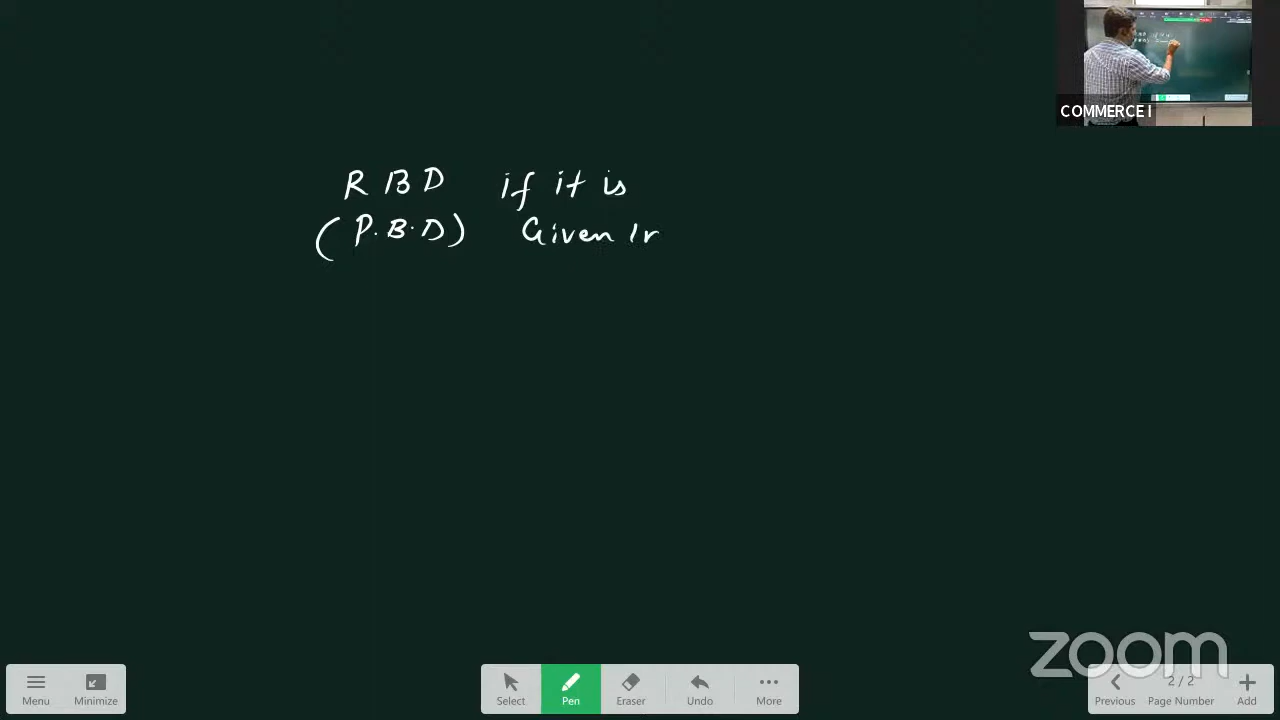 COMMERCE I
R B D if it is
(P.B.D) Given Ir
zoom
Menu
Minimize
Select
Pen
Eraser
Undo
More
Previous
2 / 2
Page Number
Add